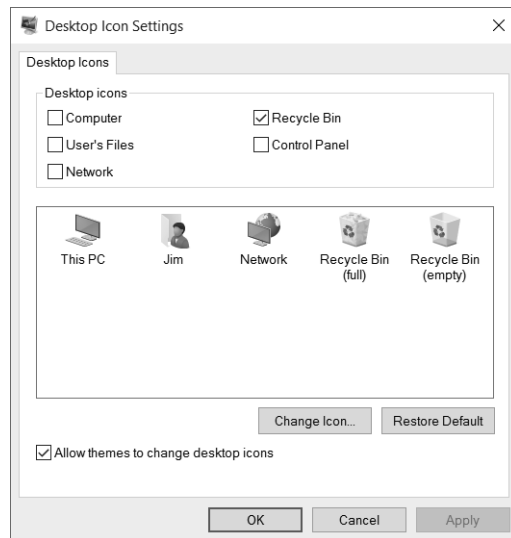 Desktop Icon Settings
Desktop Icons
Desktop icons
Computer
Recycle Bin
User's Files
Control Panel
Network
This PC
Jim
Network
Recycle Bin
(full)
Recycle Bin
(empty)
Change Icon...
Restore Default
Allow themes to change desktop icons
OK
Cancel
Apply